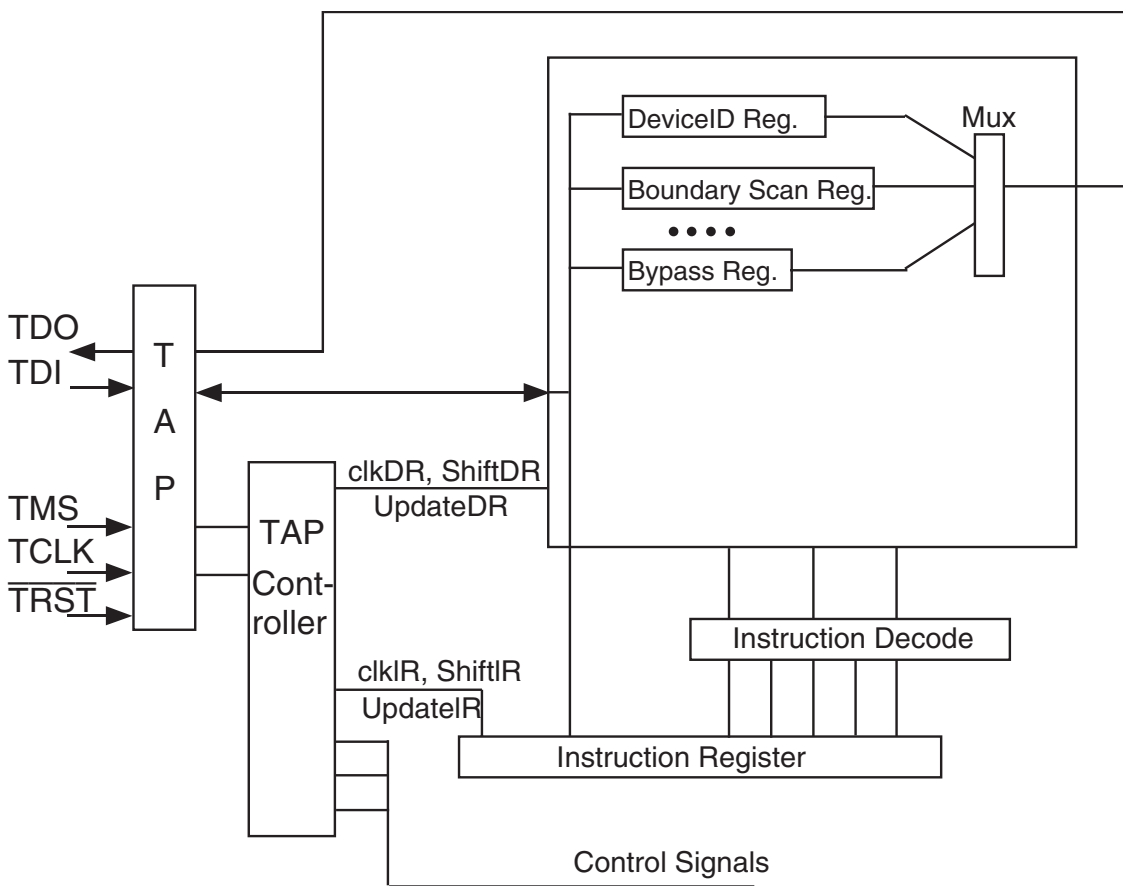 DeviceID Reg.
Mux
Boundary Scan Reg.
Bypass Reg.
TDO
TDI
T
A
P
TMS
TCLK
TRST
TAP
Cont-
roller
clkDR, ShiftDR
UpdateDR
Instruction Decode
clkIR, ShiftIR
UpdateIR
Instruction Register
Control Signals